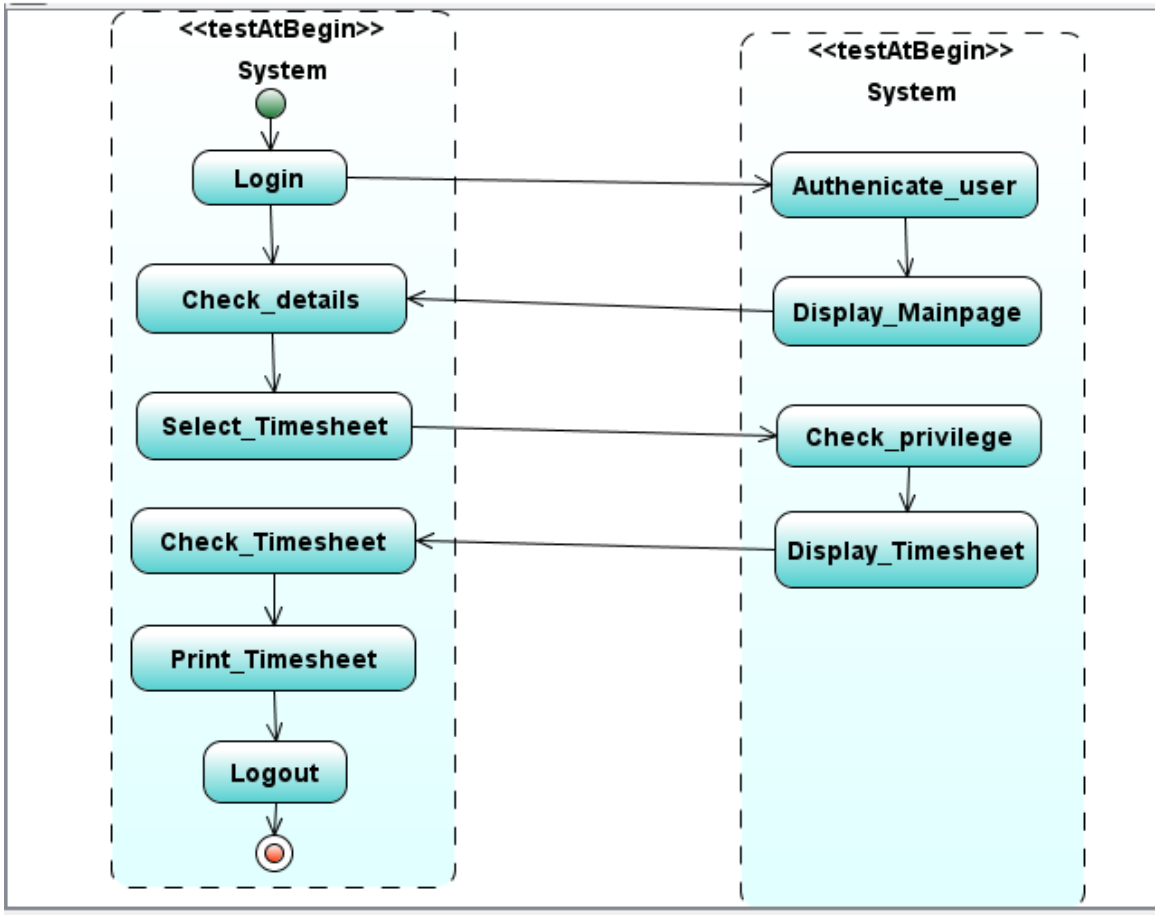 <<testAtBegin>>
System
Login
Check_details
Select_Timesheet
Check_Timesheet
Print_Timesheet
Logout
<<testAtBegin>>
System
Authenicate_user
Display_Mainpage
Check_privilege
Display_Timesheet